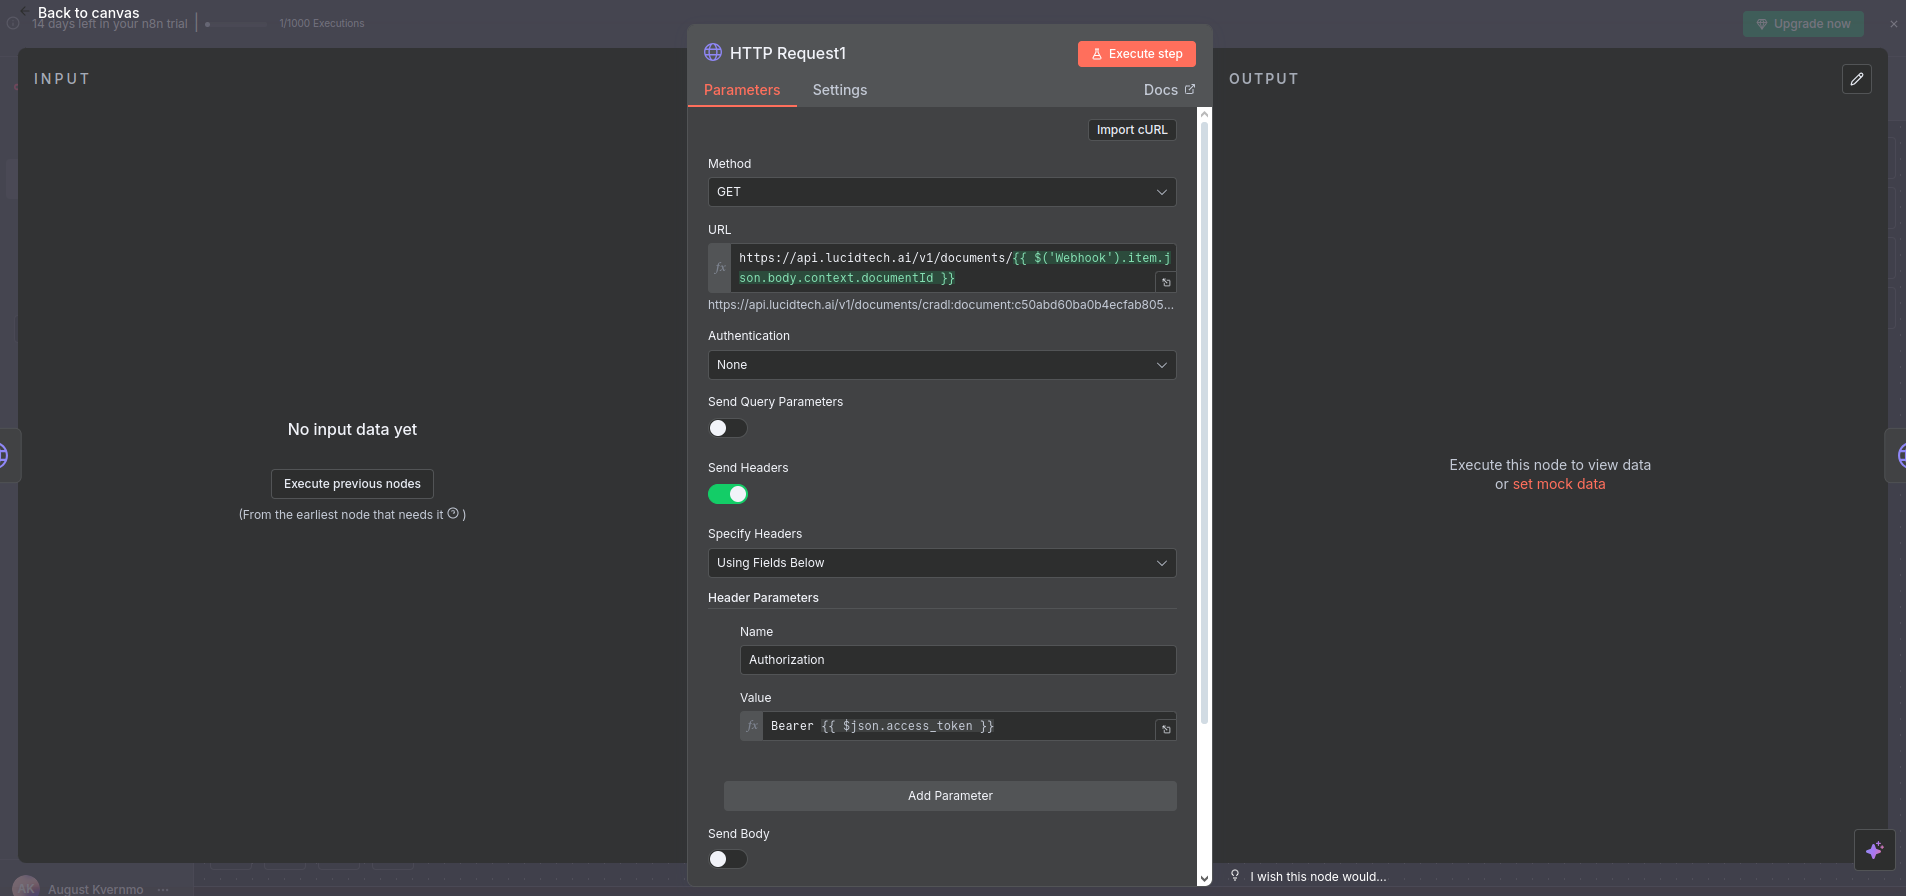 Back to canvas
14 days left in your n8n trial
1/1000 Executions
Upgrade now
INPUT
No input data yet
Execute previous nodes
(From the earliest node that needs it )
HTTP Request1
Execute step
Parameters
Settings
Docs
Import cURL
Method
GET
URL
fx
https://api.lucidtech.ai/v1/documents/{{ $('Webhook').item.j
son.body.context.documentId }}
https://api.lucidtech.ai/v1/documents/cradl:document:c50abd60ba0b4ecfab805...
Authentication
None
Send Query Parameters
Send Headers
Specify Headers
Using Fields Below
Header Parameters
Name
Authorization
Value
fx
Bearer {{ $json.access_token }}
Add Parameter
Send Body
OUTPUT
Execute this node to view data
or set mock data
I wish this node would...
AK
August Kvernmo